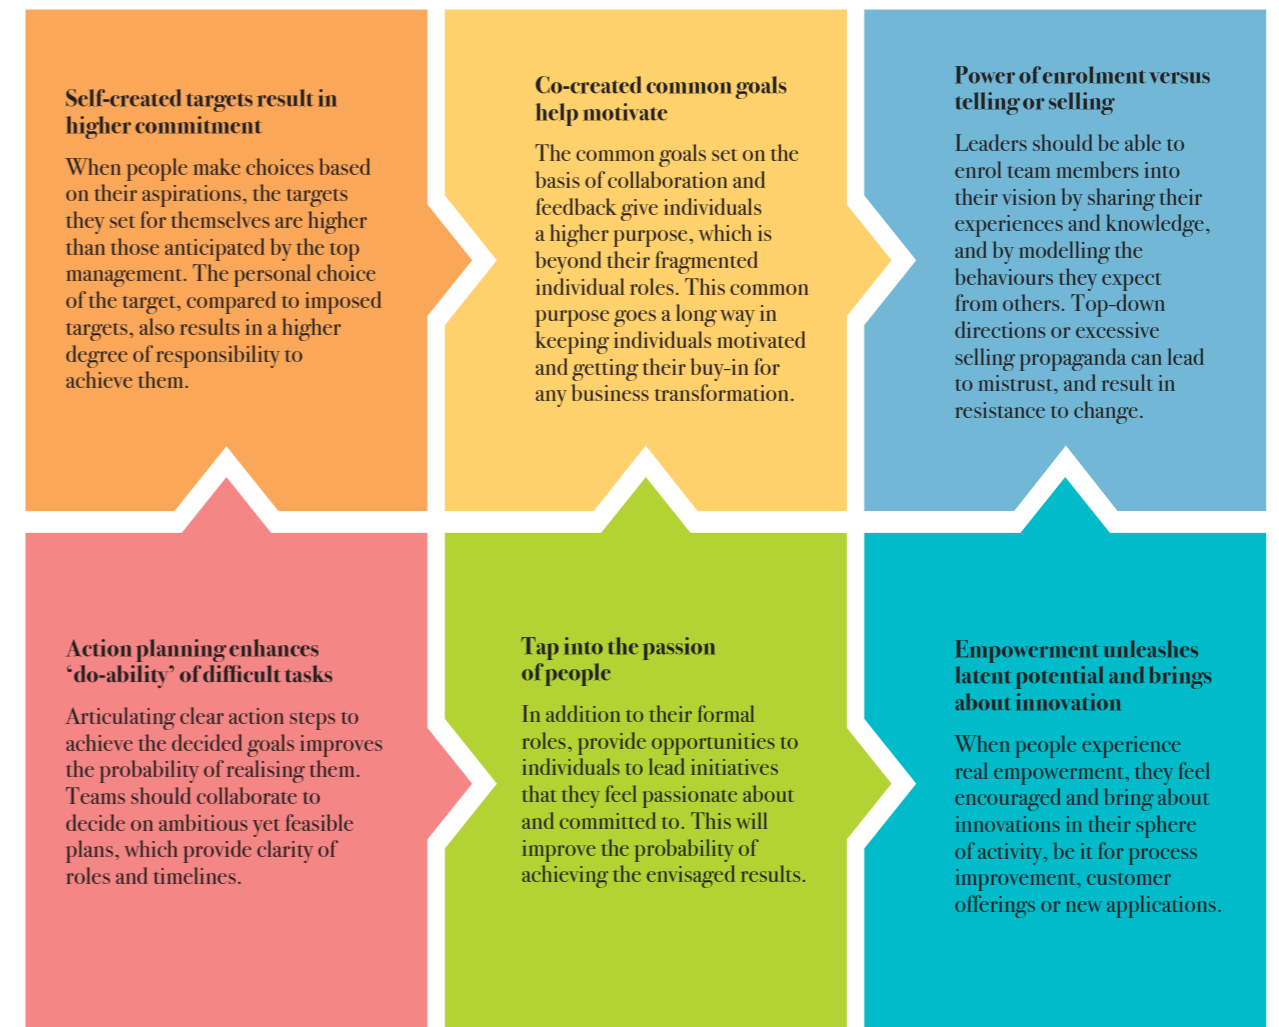 Self-created targets result in
higher commitment
When people make choices based
on their aspirations, the targets
they set for themselves are higher
than those anticipated by the top
management. The personal choice
of the target, compared to imposed
targets, also results in a higher
degree of responsibility to
achieve them.
Co-created common goals
help motivate
The common goals set on the
basis of collaboration and
feedback give individuals
a higher purpose, which is
beyond their fragmented
individual roles. This common
purpose goes a long way in
keeping individuals motivated
and getting their buy-in for
any business transformation.
Power of enrolment versus
telling or selling
Leaders should be able to
enrol team members into
their vision by sharing their
experiences and knowledge,
and by modelling the
behaviours they expect
from others. Top-down
directions or excessive
selling propaganda can lead
to mistrust, and result in
resistance to change.
Action planning enhances
‘do-ability’ of difficult tasks
Articulating clear action steps to
achieve the decided goals improves
the probability of realising them.
Teams should collaborate to
decide on ambitious yet feasible
plans, which provide clarity of
roles and timelines.
Tap into the passion
of people
In addition to their formal
roles, provide opportunities to
individuals to lead initiatives
that they feel passionate about
and committed to. This will
improve the probability of
achieving the envisaged results.
Empowerment unleashes
latent potential and brings
about innovation
When people experience
real empowerment, they feel
encouraged and bring about
innovations in their sphere
of activity, be it for process
improvement, customer
offerings or new applications.